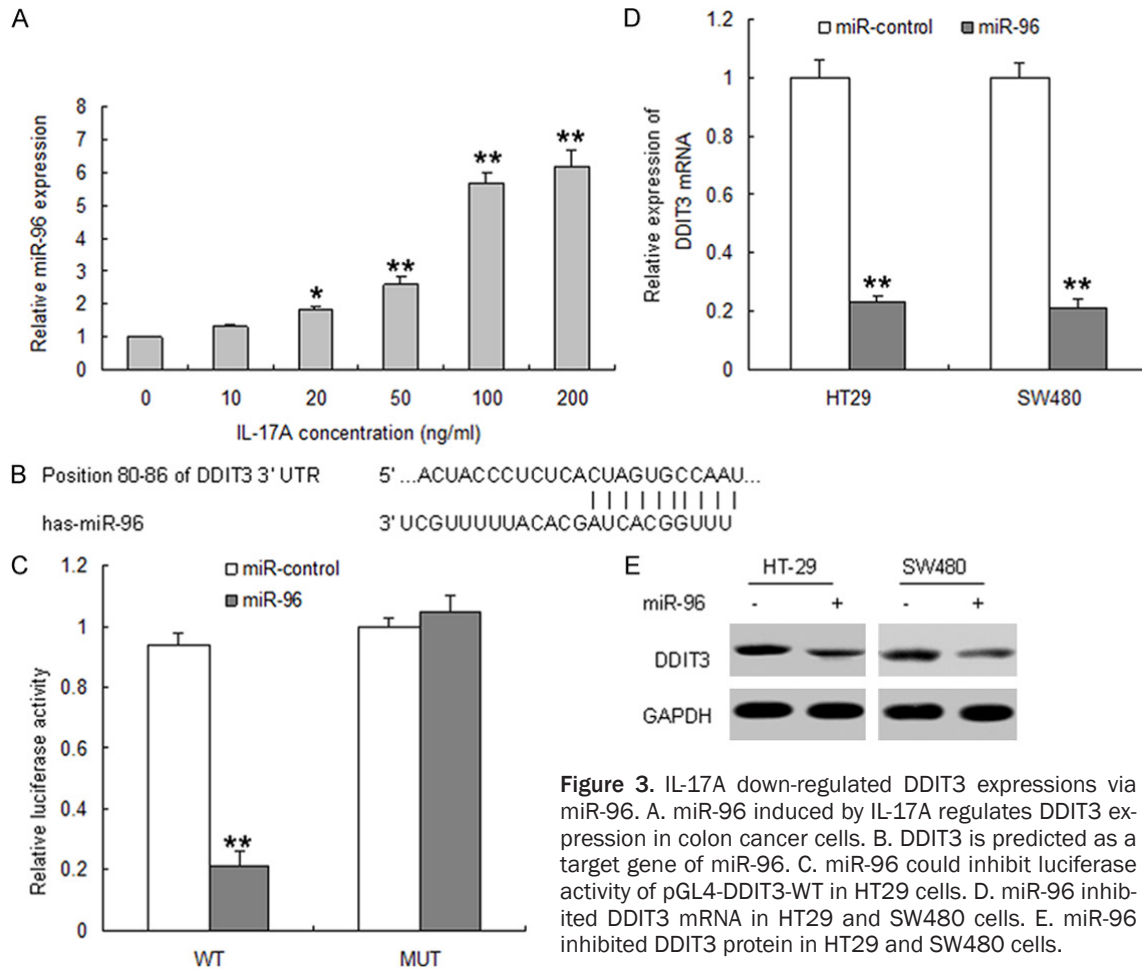 A
Relative miR-96 expression
8
7
6
5
4
3
2
1
0
*
**
**
**
0 10 20 50 100 200
IL-17A concentration (ng/ml)
D
miR-control miR-96
Relative expression of
DDIT3 mRNA
1.2
1
0.8
0.6
0.4
0.2
0
**
**
HT29 SW480
B Position 80-86 of DDIT3 3' UTR 5' ...ACUACCCUCUCACUAGUGCCAAU...
has-miR-96 3' UCGUUUUUACACGAUCACGGUUU
C
miR-control
miR-96
Relative luciferase activity
1.2
1
0.8
0.6
0.4
0.2
0
**
WT MUT
E
HT-29 SW480
miR-96 - + - +
DDIT3
GAPDH
Figure 3. IL-17A down-regulated DDIT3 expressions via
miR-96. A. miR-96 induced by IL-17A regulates DDIT3 ex-
pression in colon cancer cells. B. DDIT3 is predicted as a
target gene of miR-96. C. miR-96 could inhibit luciferase
activity of pGL4-DDIT3-WT in HT29 cells. D. miR-96 inhib-
ited DDIT3 mRNA in HT29 and SW480 cells. E. miR-96
inhibited DDIT3 protein in HT29 and SW480 cells.